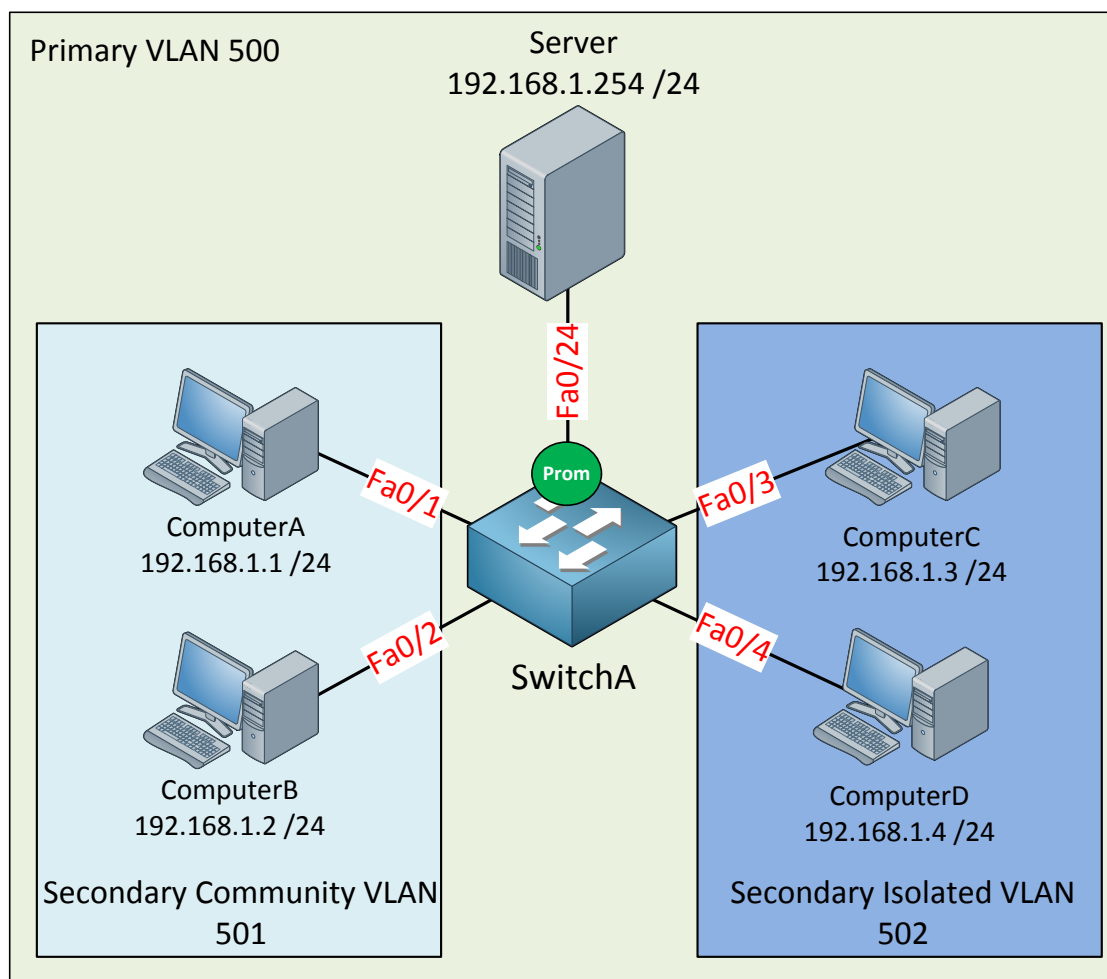 Primary VLAN 500
Server
192.168.1.254 /24
Fa0/24
Prom
Fa0/1
ComputerA
192.168.1.1 /24
Fa0/3
ComputerC
192.168.1.3 /24
Fa0/2
Fa0/4
SwitchA
ComputerB
192.168.1.2 /24
ComputerD
192.168.1.4 /24
Secondary Community VLAN
501
Secondary Isolated VLAN
502